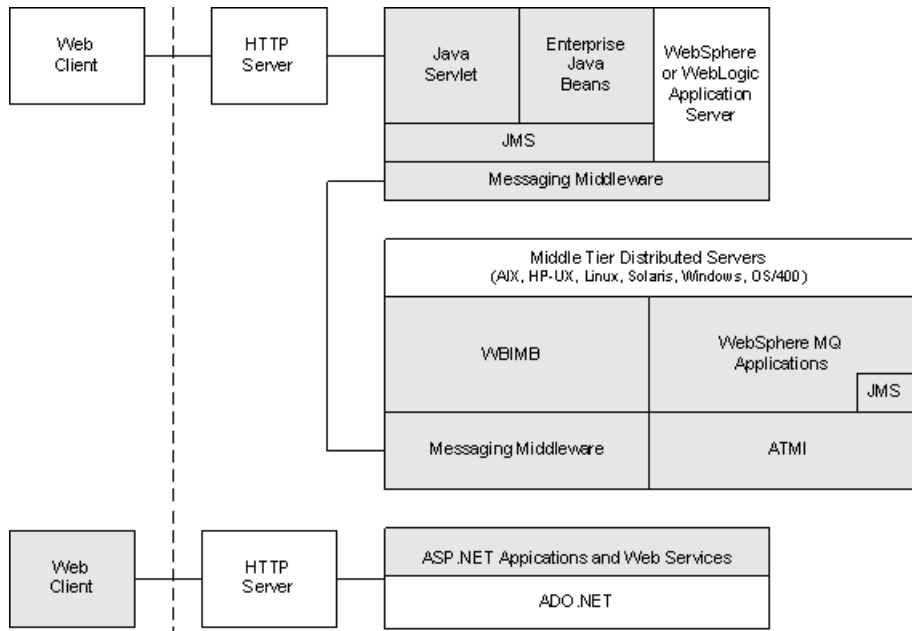 Web
Client
HTTP
Server
Java
Servlet
Enterprise
Java
Beans
WebSphere
or WebLogic
Application
Server
JMS
Messaging Middleware
Middle Tier Distributed Servers
(AIX, HP-UX, Linux, Solaris, Windows, OS/400)
WBIMB
WebSphere MQ
Applications
JMS
Messaging Middleware
ATMI
Web
Client
HTTP
Server
ASP.NET Appications and Web Services
ADO.NET